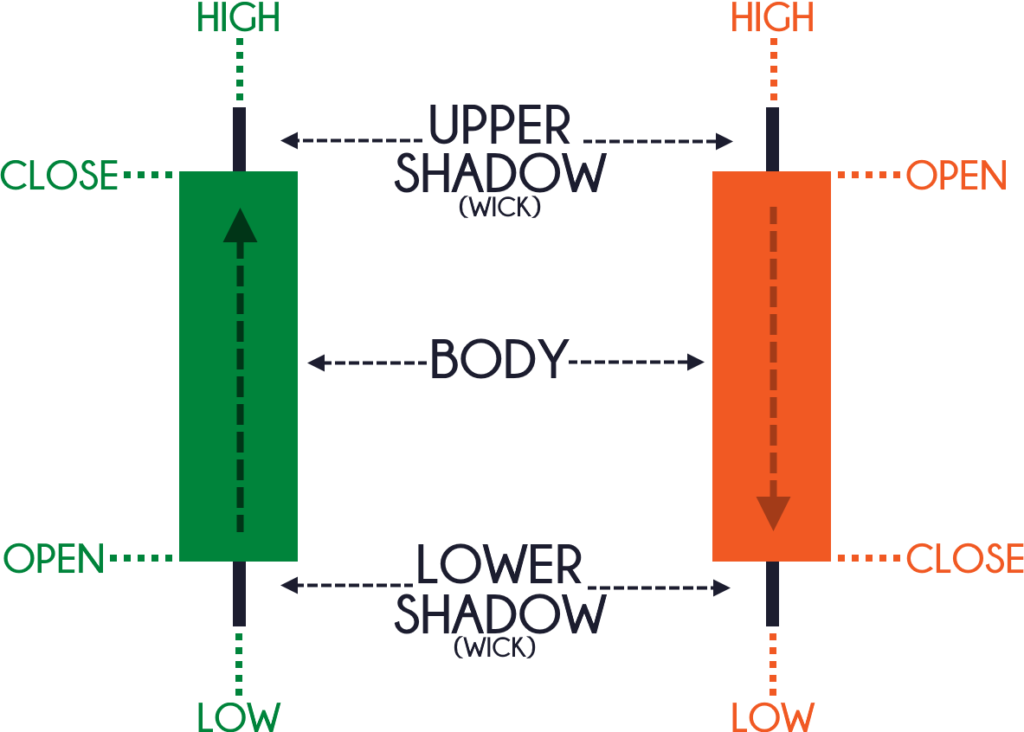 HIGH
HIGH
UPPER
SHADOW
(WICK)
CLOSE
OPEN
BODY
OPEN
CLOSE
LOWER
SHADOW
(WICK)
LOW
LOW